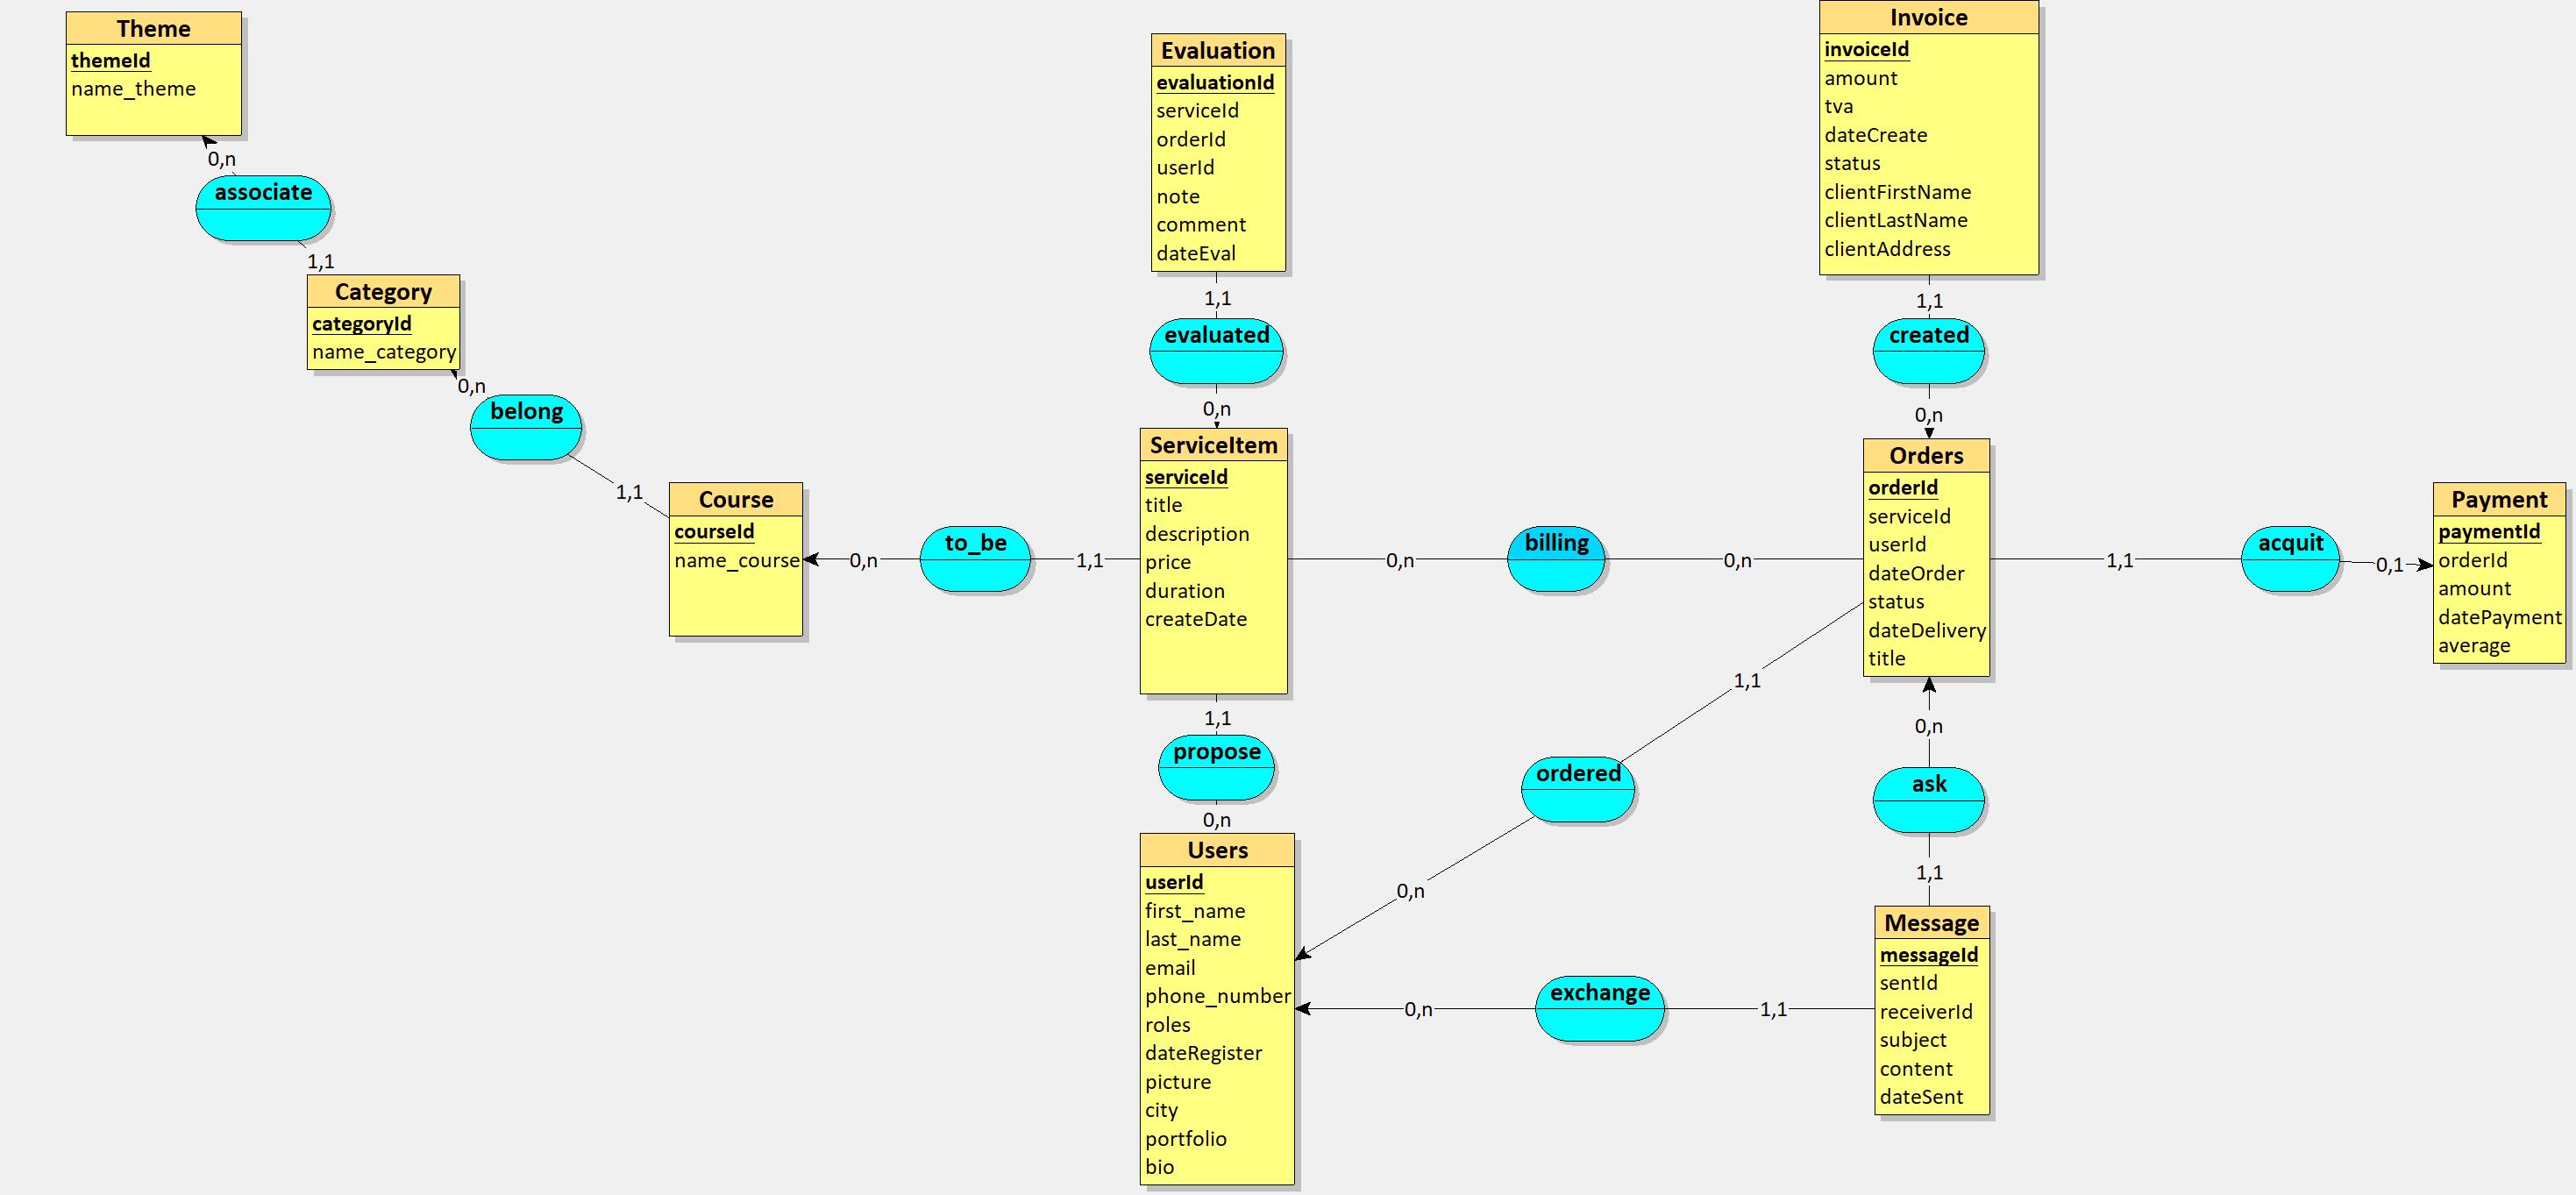 Theme
themeId
name_theme
0,n
associate
1,1
Category
categoryId
name_category
0,n
belong
1,1
Course
courseId
name_course
0,n
to_be
1,1
Evaluation
evaluationId
serviceId
orderId
userId
note
comment
dateEval
1,1
evaluated
0,n
ServiceItem
serviceId
title
description
price
duration
createDate
1,1
propose
0,n
Users
userId
first_name
last_name
email
phone_number
roles
dateRegister
picture
city
portfolio
bio
0,n
billing
0,n
1,1
ordered
0,n
0,n
exchange
1,1
Invoice
invoiceId
amount
tva
dateCreate
status
clientFirstName
clientLastName
clientAddress
1,1
created
0,n
Orders
orderId
serviceId
userId
dateOrder
status
dateDelivery
title
0,n
ask
1,1
Message
messageId
sentId
receiverId
subject
content
dateSent
1,1
acquit
0,1
Payment
paymentId
orderId
amount
datePayment
average